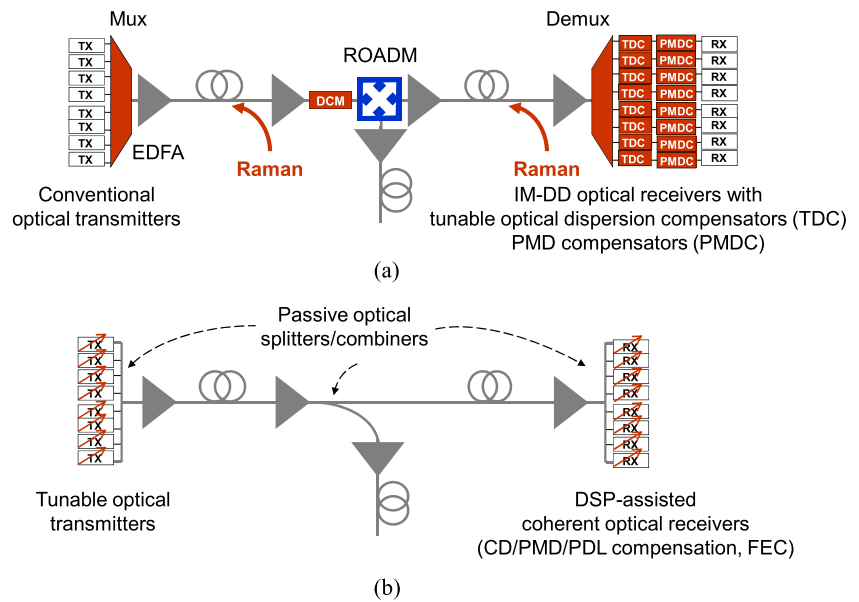 Mux
Demux
TX
TX
TX
TX
TX
TX
TX
TX
EDFA
Raman
DCM
ROADM
Raman
TDC PMDC RX
TDC PMDC RX
TDC PMDC RX
TDC PMDC RX
TDC PMDC RX
TDC PMDC RX
TDC PMDC RX
TDC PMDC RX
Conventional
optical transmitters
IM-DD optical receivers with
tunable optical dispersion compensators (TDC)
PMD compensators (PMDC)
(a)
Passive optical
splitters/combiners
TX
TX
TX
TX
TX
TX
TX
TX
RX
RX
RX
RX
RX
RX
RX
RX
Tunable optical
transmitters
DSP-assisted
coherent optical receivers
(CD/PMD/PDL compensation, FEC)
(b)